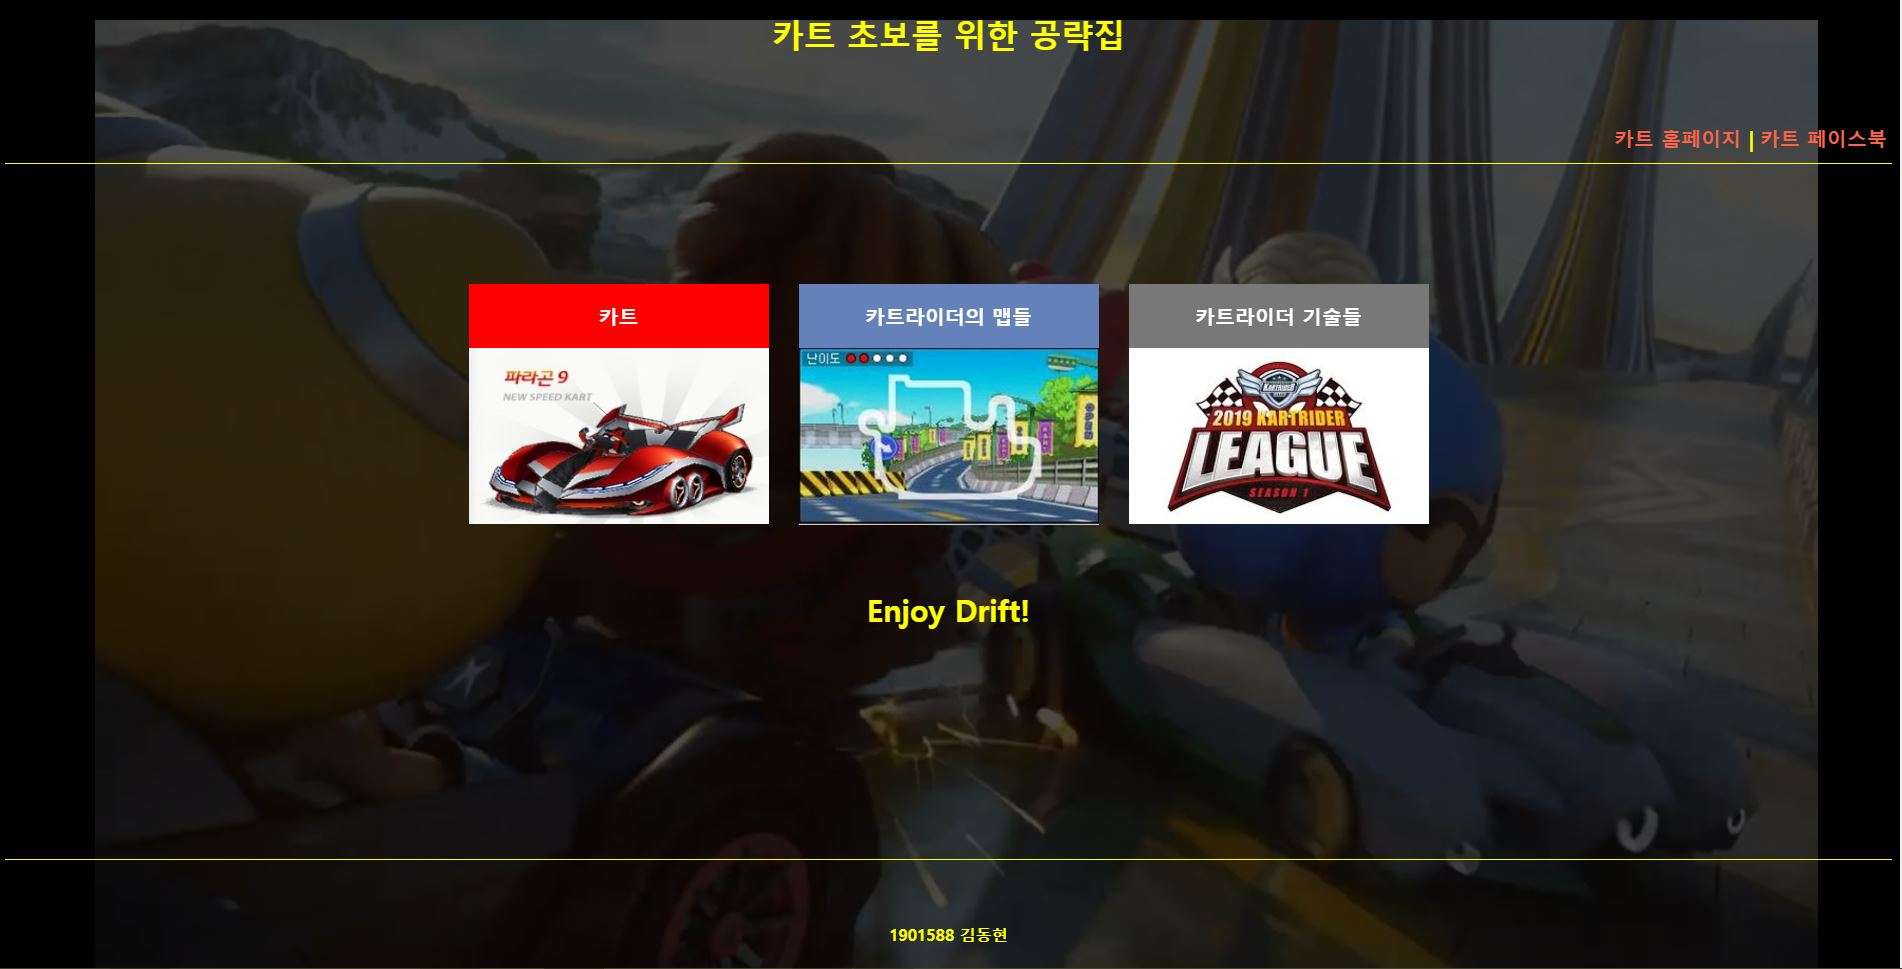 카트 초보를 위한 공략집
카트 홈페이지 | 카트 페이스북
카트
카트라이더의 맵들
카트라이더 기술들
파라곤 9
NEW SPEED KART
난이도
OPEN
KARTRIDER
2019 KARTRIDER
LEAGUE
SEASON 1
Enjoy Drift!
1901588 김동현